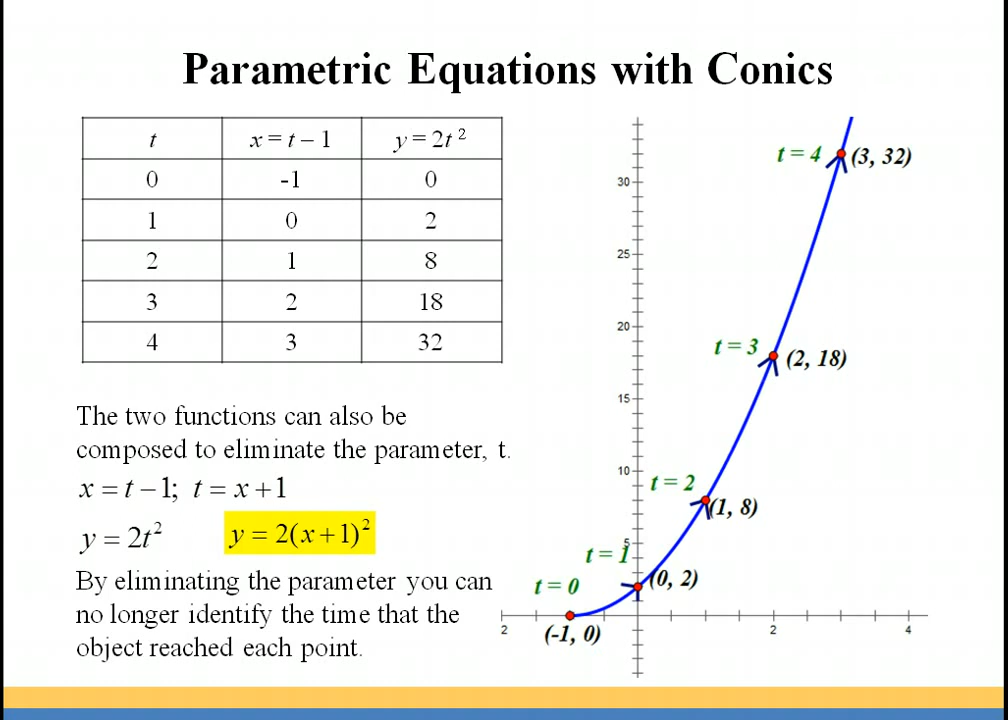 Parametric Equations with Conics
t x = t − 1 y = 2t²
0 -1 0
1 0 2
2 1 8
3 2 18
4 3 32
The two functions can also be
composed to eliminate the parameter, t.
x = t − 1; t = x + 1
y = 2t² y = 2(x + 1)²
By eliminating the parameter you can
no longer identify the time that the
object reached each point.
t = 4 (3, 32)
30
25
20
t = 3 (2, 18)
15
10
t = 2 (1, 8)
5
t = 1 (0, 2)
t = 0 (-1, 0)
2 2 4